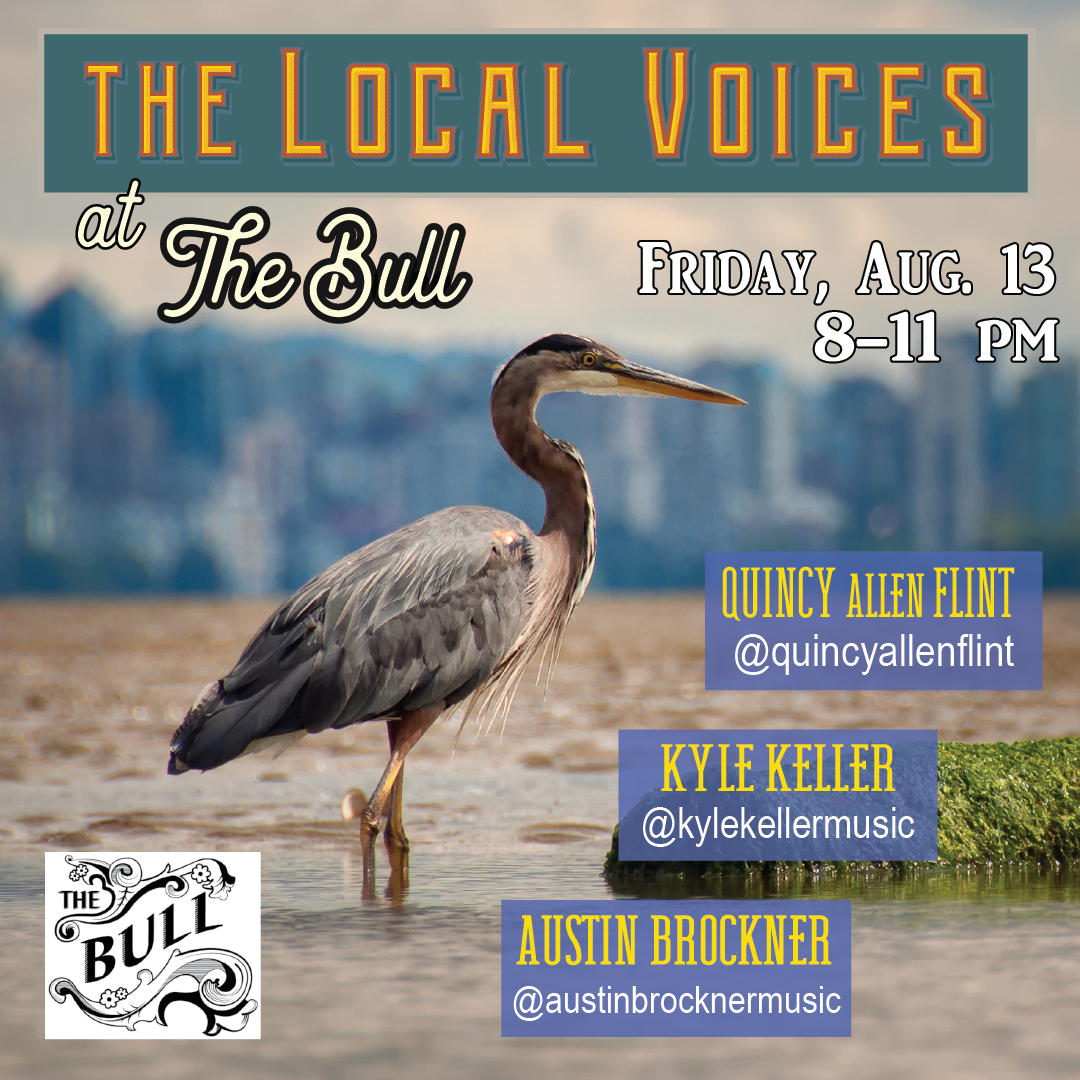 THE LOCAL VOICES
at The Bull
FRIDAY, AUG. 13
8–11 PM
QUINCY ALLEN FLINT
@quincyallenflint
KYLE KELLER
@kylekellermusic
AUSTIN BROCKNER
@austinbrocknermusic
THE
BULL